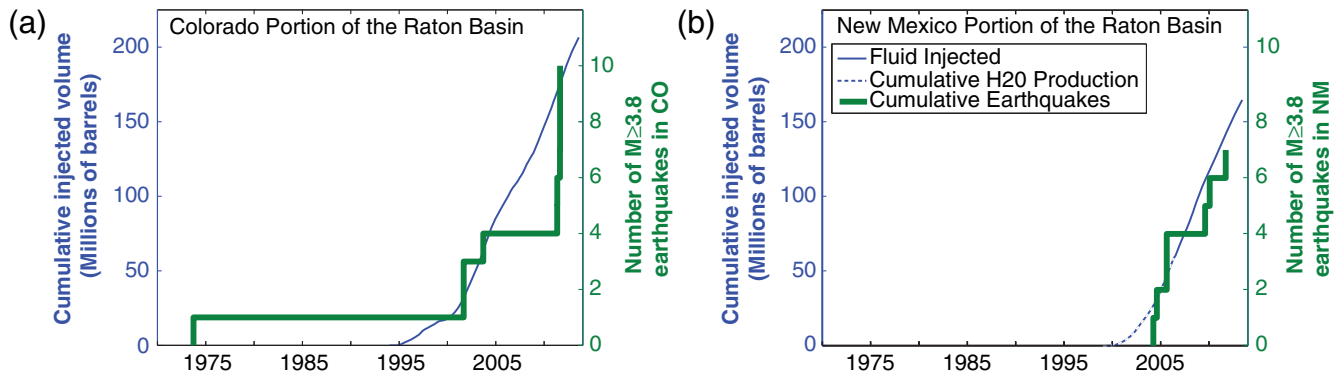 (a)
Colorado Portion of the Raton Basin
Cumulative injected volume
(Millions of barrels)
200
150
100
50
0
1975
1985
1995
2005
10
8
6
4
2
0
Number of M≥3.8
earthquakes in CO
(b)
New Mexico Portion of the Raton Basin
Fluid Injected
Cumulative H20 Production
Cumulative Earthquakes
Cumulative injected volume
(Millions of barrels)
200
150
100
50
0
1975
1985
1995
2005
10
8
6
4
2
0
Number of M≥3.8
earthquakes in NM